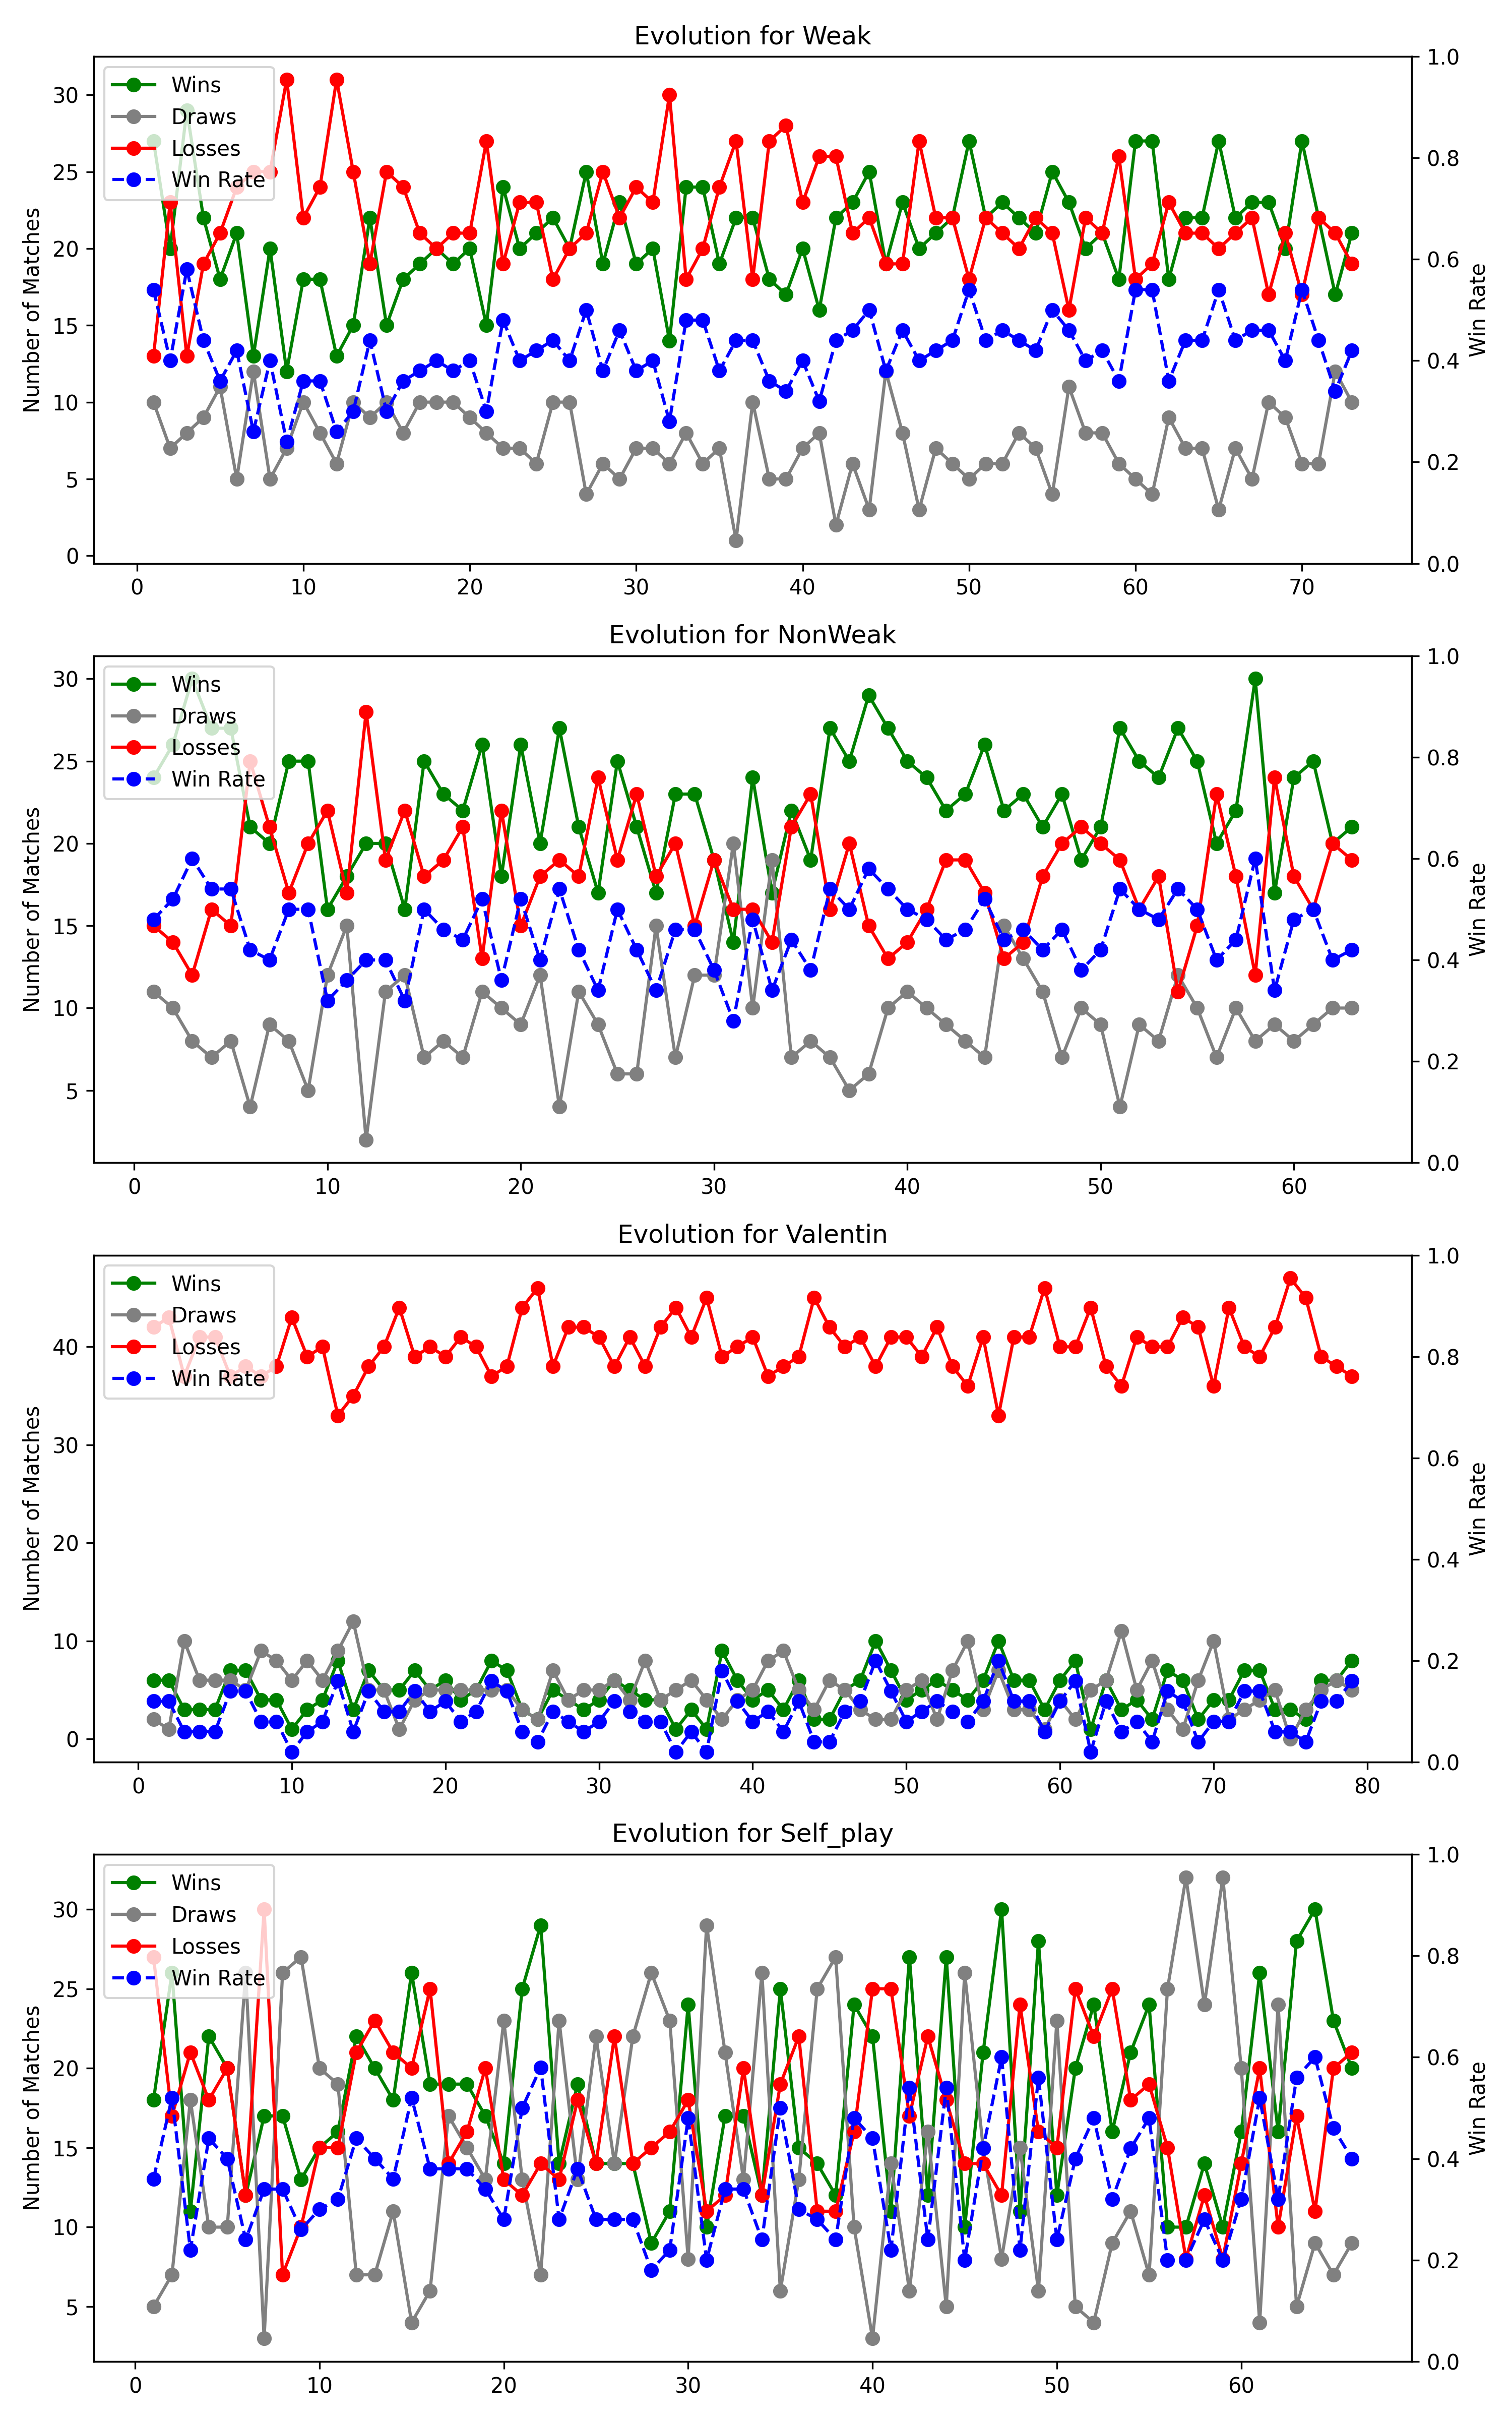 Evolution for Weak
Wins
Draws
Losses
Win Rate
Number of Matches
30
25
20
15
10
5
0
1.0
0.8
0.6
0.4
0.2
0.0
Win Rate
0 10 20 30 40 50 60 70
Evolution for NonWeak
Wins
Draws
Losses
Win Rate
Number of Matches
30
25
20
15
10
5
1.0
0.8
0.6
0.4
0.2
0.0
Win Rate
0 10 20 30 40 50 60
Evolution for Valentin
Wins
Draws
Losses
Win Rate
Number of Matches
40
30
20
10
0
1.0
0.8
0.6
0.4
0.2
0.0
Win Rate
0 10 20 30 40 50 60 70 80
Evolution for Self_play
Wins
Draws
Losses
Win Rate
Number of Matches
30
25
20
15
10
5
1.0
0.8
0.6
0.4
0.2
0.0
Win Rate
0 10 20 30 40 50 60